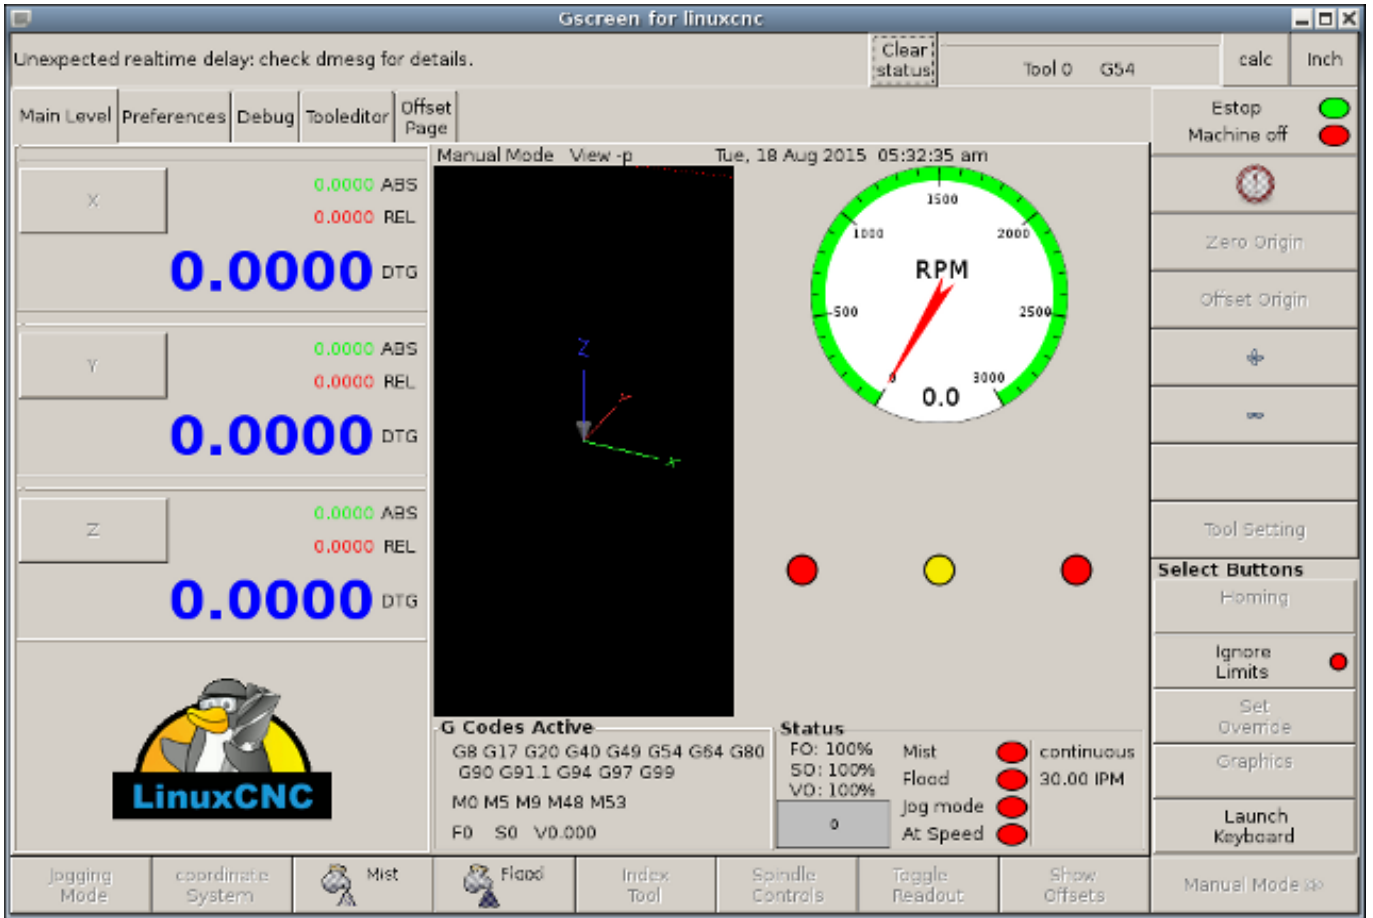 Gscreen for linuxcnc
Unexpected realtime delay: check dmesg for details.
Clear
status
Tool 0 G54
calc
Inch
Main Level
Preferences
Debug
Tooleditor
Offset
Page
Estop
Machine off
Manual Mode View -p Tue, 18 Aug 2015 05:32:35 am
X
0.0000 ABS
0.0000 REL
0.0000 DTG
Y
0.0000 ABS
0.0000 REL
0.0000 DTG
Z
0.0000 ABS
0.0000 REL
0.0000 DTG
LinuxCNC
Z
Y
X
1500
1000
2000
RPM
500
2500
0
3000
0.0
Zero Origin
Offset Origin
Tool Setting
Select Buttons
Homing
Ignore
Limits
Set
Override
Graphics
Launch
Keyboard
G Codes Active
G8 G17 G20 G40 G49 G54 G64 G80
G90 G91.1 G94 G97 G99
M0 M5 M9 M48 M53
F0 S0 V0.000
Status
FO: 100%
SO: 100%
VO: 100%
0
Mist
Flood
Jog mode
At Speed
continuous
30.00 IPM
Jogging
Mode
coordinate
System
Mist
Flood
Index
Tool
Spindle
Controls
Toggle
Readout
Show
Offsets
Manual Mode